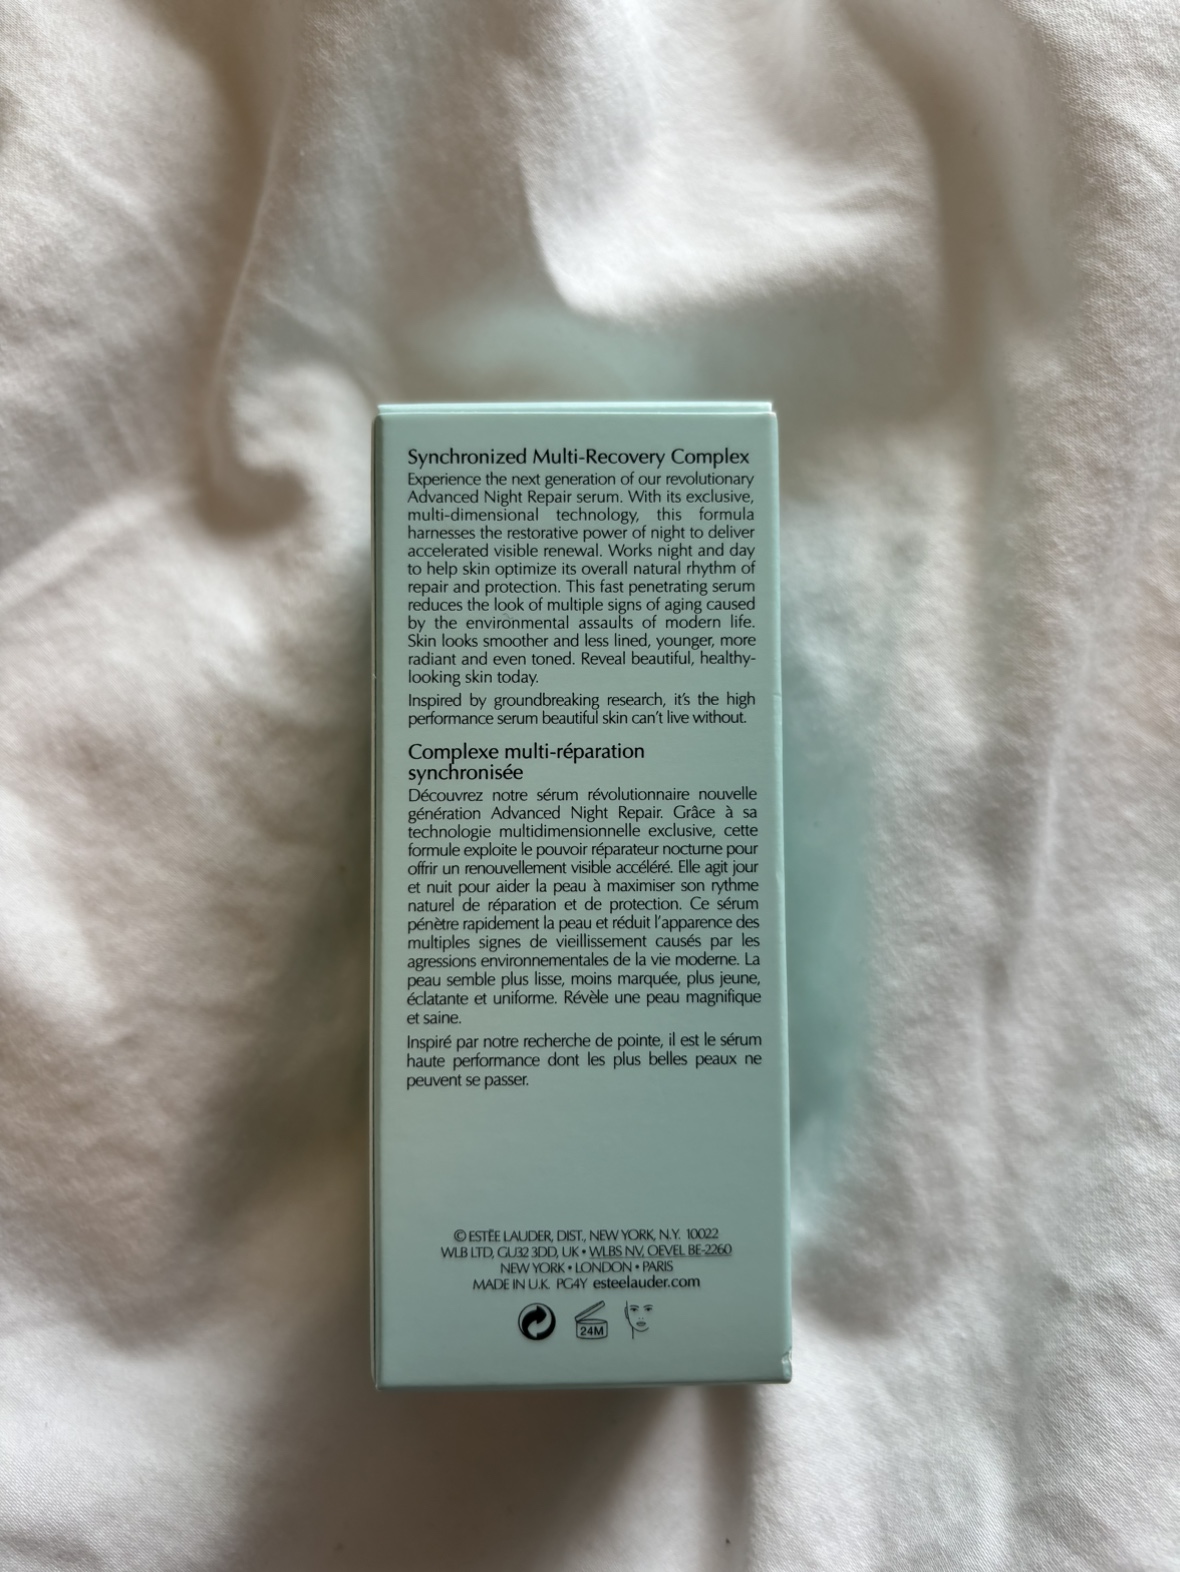 Synchronized Multi-Recovery Complex
Experience the next generation of our revolutionary
Advanced Night Repair serum. With its exclusive,
multi-dimensional technology, this formula
harnesses the restorative power of night to deliver
accelerated visible renewal. Works night and day
to help skin optimize its overall natural rhythm of
repair and protection. This fast penetrating serum
reduces the look of multiple signs of aging caused
by the environmental assaults of modern life.
Skin looks smoother and less lined, younger, more
radiant and even toned. Reveal beautiful, healthy-
looking skin today.
Inspired by groundbreaking research, it's the high
performance serum beautiful skin can't live without.
Complexe multi-réparation
synchronisée
Découvrez notre sérum révolutionnaire nouvelle
génération Advanced Night Repair. Grâce à sa
technologie multidimensionnelle exclusive, cette
formule exploite le pouvoir réparateur nocturne pour
offrir un renouvellement visible accéléré. Elle agit jour
et nuit pour aider la peau à maximiser son rythme
naturel de réparation et de protection. Ce sérum
pénètre rapidement la peau et réduit l'apparence des
multiples signes de vieillissement causés par les
agressions environnementales de la vie moderne. La
peau semble plus lisse, moins marquée, plus jeune,
éclatante et uniforme. Révèle une peau magnifique
et saine.
Inspiré par notre recherche de pointe, il est le sérum
haute performance dont les plus belles peaux ne
peuvent se passer.
© ESTĒE LAUDER, DIST., NEW YORK, N.Y. 10022
WLB LTD, GU32 3DD, UK • WLBS NV, OEVEL BE-2260
NEW YORK • LONDON • PARIS
MADE IN U.K. PG4Y esteelauder.com
24M